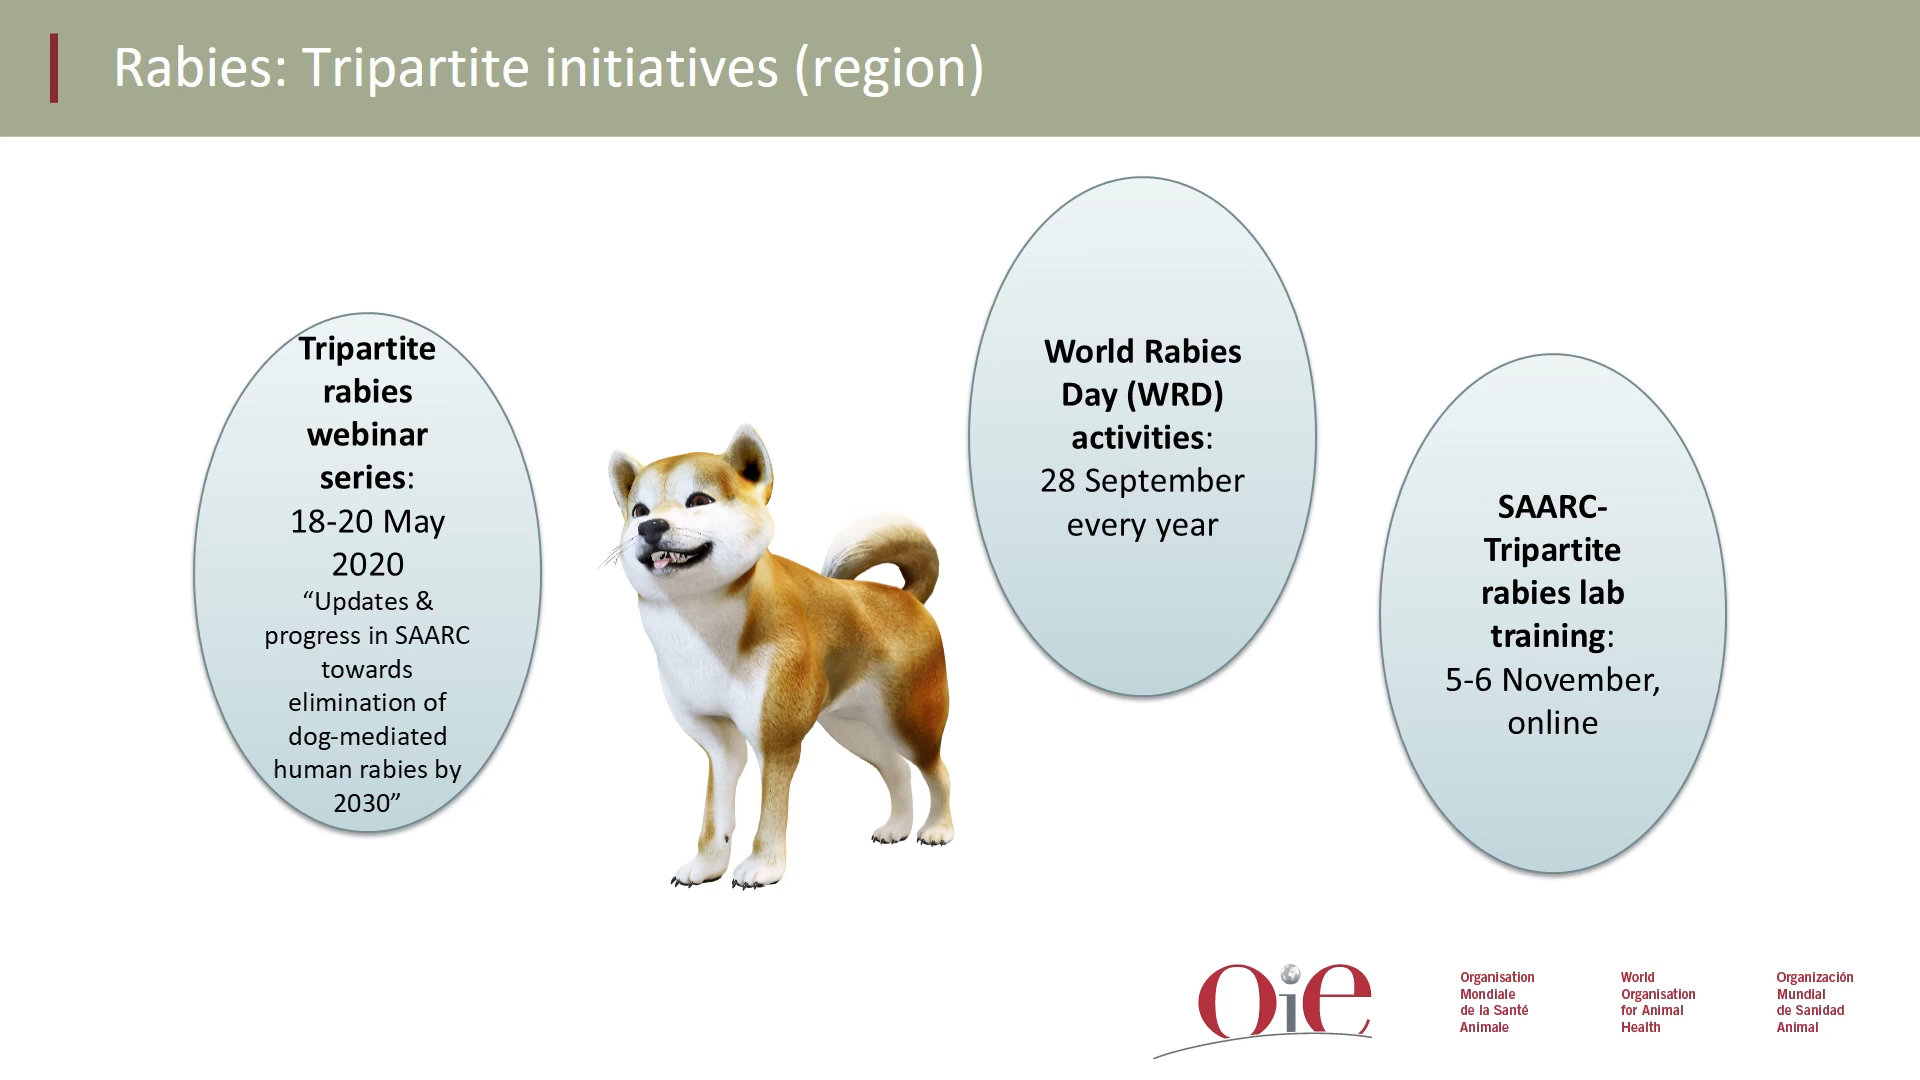 Rabies: Tripartite initiatives (region)
Tripartite
rabies
webinar
series:
18-20 May
2020
“Updates &
progress in SAARC
towards
elimination of
dog-mediated
human rabies by
2030”
World Rabies
Day (WRD)
activities:
28 September
every year
SAARC-
Tripartite
rabies lab
training:
5-6 November,
online
oie
Organisation
Mondiale
de la Santé
Animale
World
Organisation
for Animal
Health
Organización
Mundial
de Sanidad
Animal